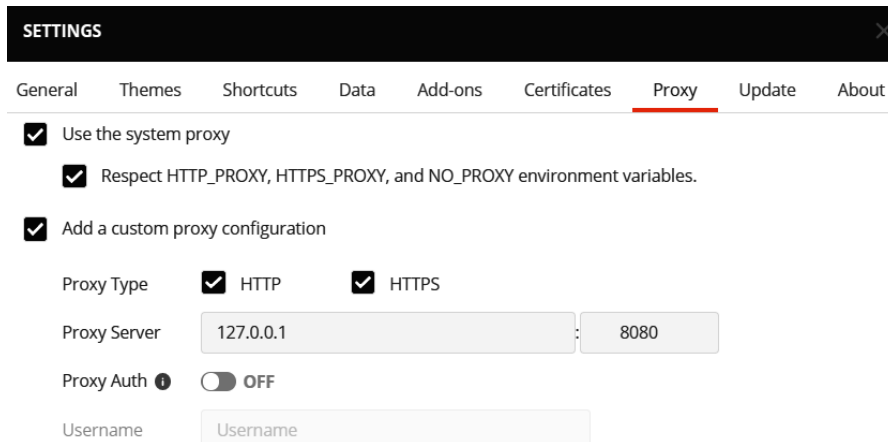 SETTINGS
General Themes Shortcuts Data Add-ons Certificates Proxy Update About
Use the system proxy
Respect HTTP_PROXY, HTTPS_PROXY, and NO_PROXY environment variables.
Add a custom proxy configuration
Proxy Type HTTP HTTPS
Proxy Server 127.0.0.1 : 8080
Proxy Auth OFF
Username Username